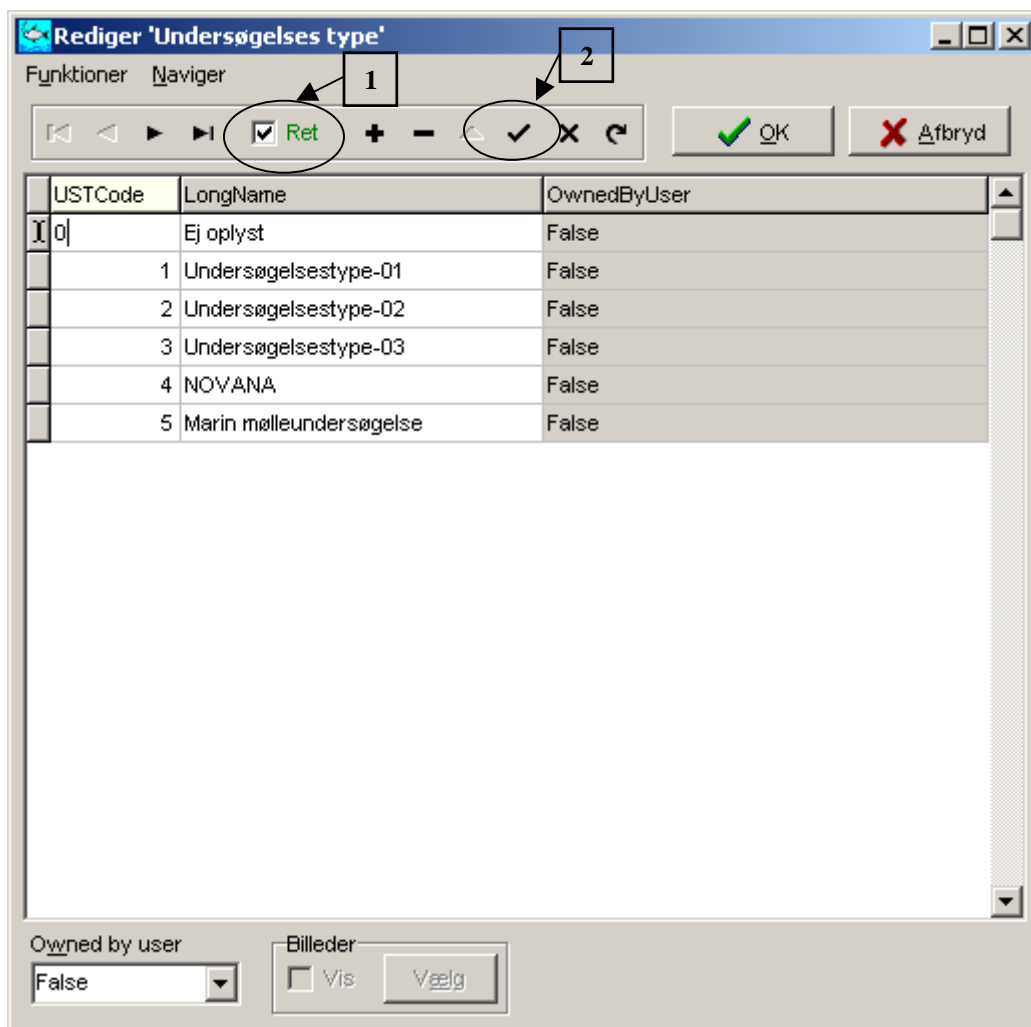 Rediger 'Undersøgelses type'
Funktioner Naviger
1
2
Ret
OK
Afbryd
USTCode LongName OwnedByUser
0 Ej oplyst False
1 Undersøgelsestype-01 False
2 Undersøgelsestype-02 False
3 Undersøgelsestype-03 False
4 NOVANA False
5 Marin mølleundersøgelse False
Owned by user
False
Billeder
Vis Vælg